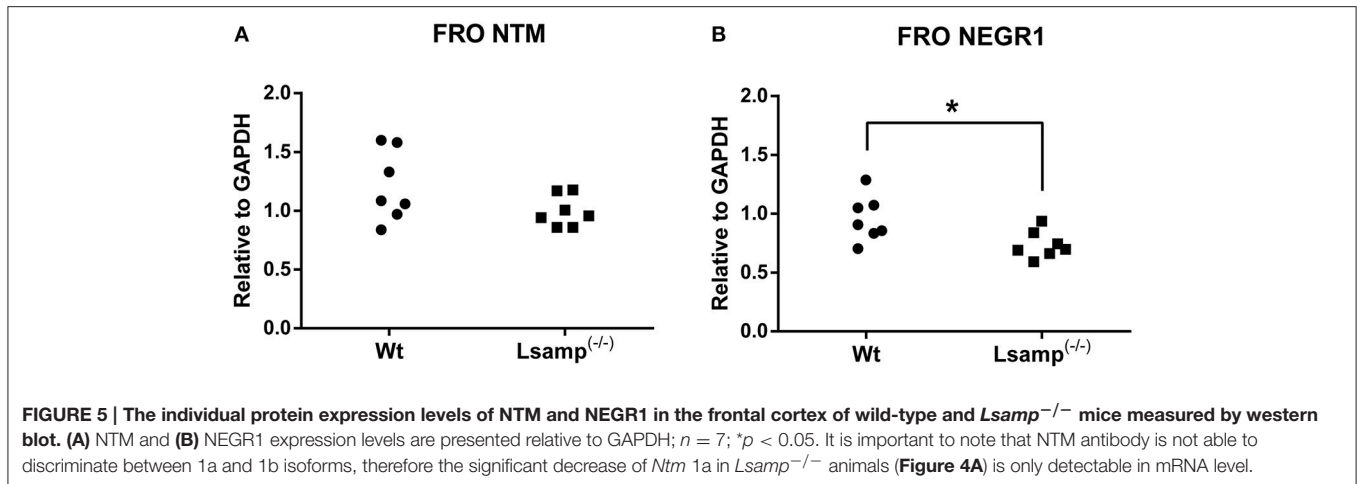 A
FRO NTM
Relative to GAPDH
2.0
1.5
1.0
0.5
0.0
Wt
Lsamp(-/-)
B
FRO NEGR1
Relative to GAPDH
2.0
1.5
1.0
0.5
0.0
*
Wt
Lsamp(-/-)
FIGURE 5 | The individual protein expression levels of NTM and NEGR1 in the frontal cortex of wild-type and Lsamp−/− mice measured by western
blot. (A) NTM and (B) NEGR1 expression levels are presented relative to GAPDH; n = 7; *p < 0.05. It is important to note that NTM antibody is not able to
discriminate between 1a and 1b isoforms, therefore the significant decrease of Ntm 1a in Lsamp−/− animals (Figure 4A) is only detectable in mRNA level.